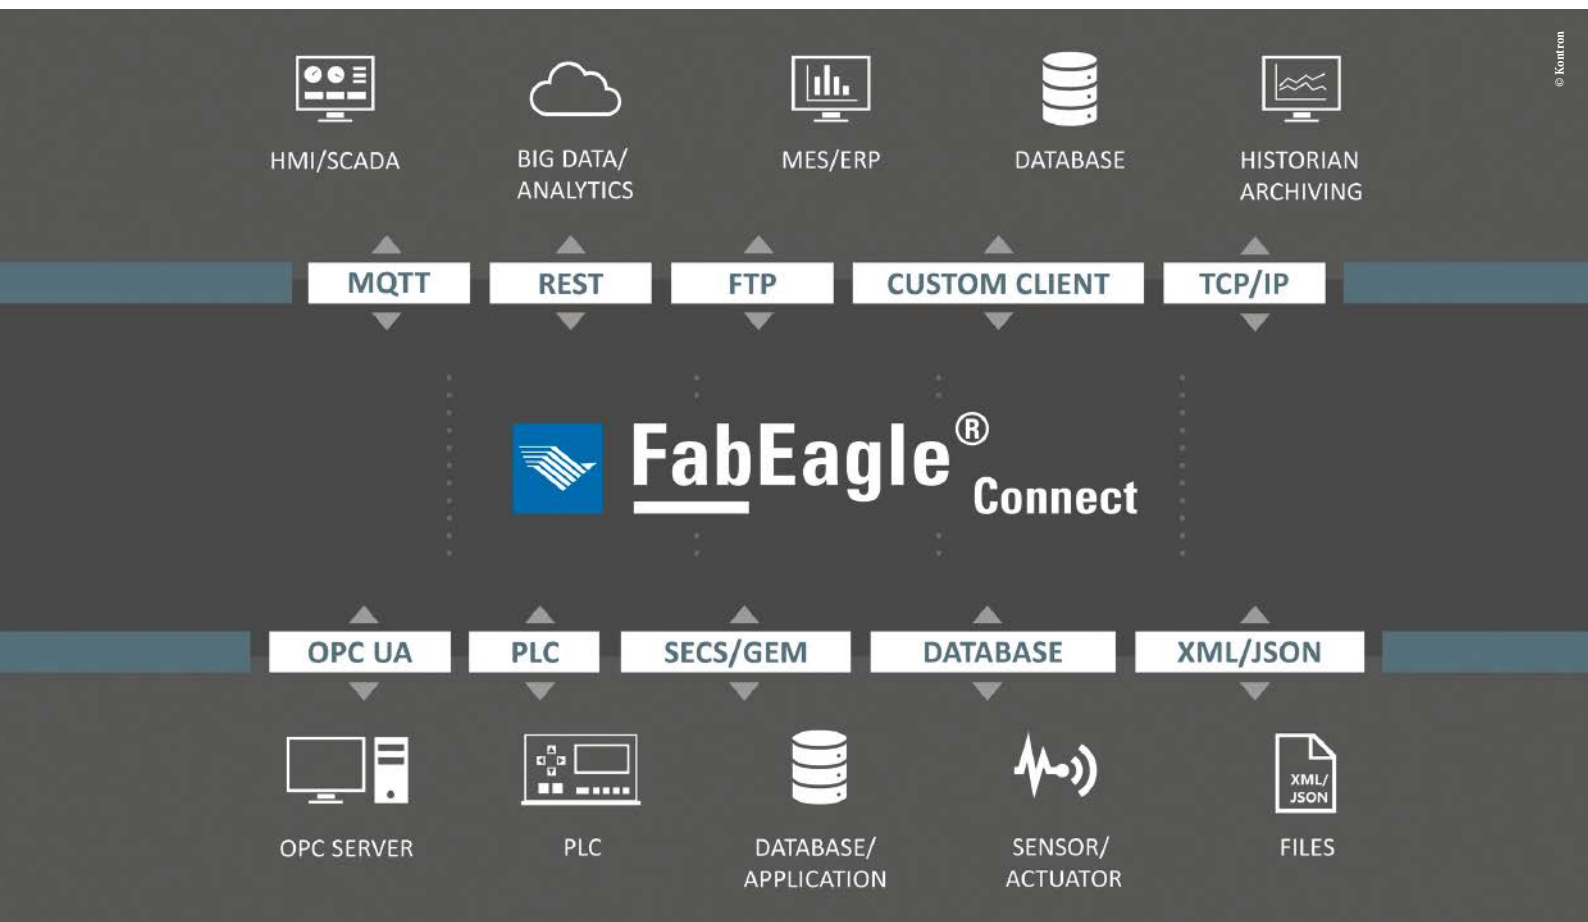 © Kontron
HMI/SCADA
BIG DATA/
ANALYTICS
MES/ERP
DATABASE
HISTORIAN
ARCHIVING
MQTT
REST
FTP
CUSTOM CLIENT
TCP/IP
FabEagle®
Connect
OPC UA
PLC
SECS/GEM
DATABASE
XML/JSON
XML/
JSON
OPC SERVER
PLC
DATABASE/
APPLICATION
SENSOR/
ACTUATOR
FILES